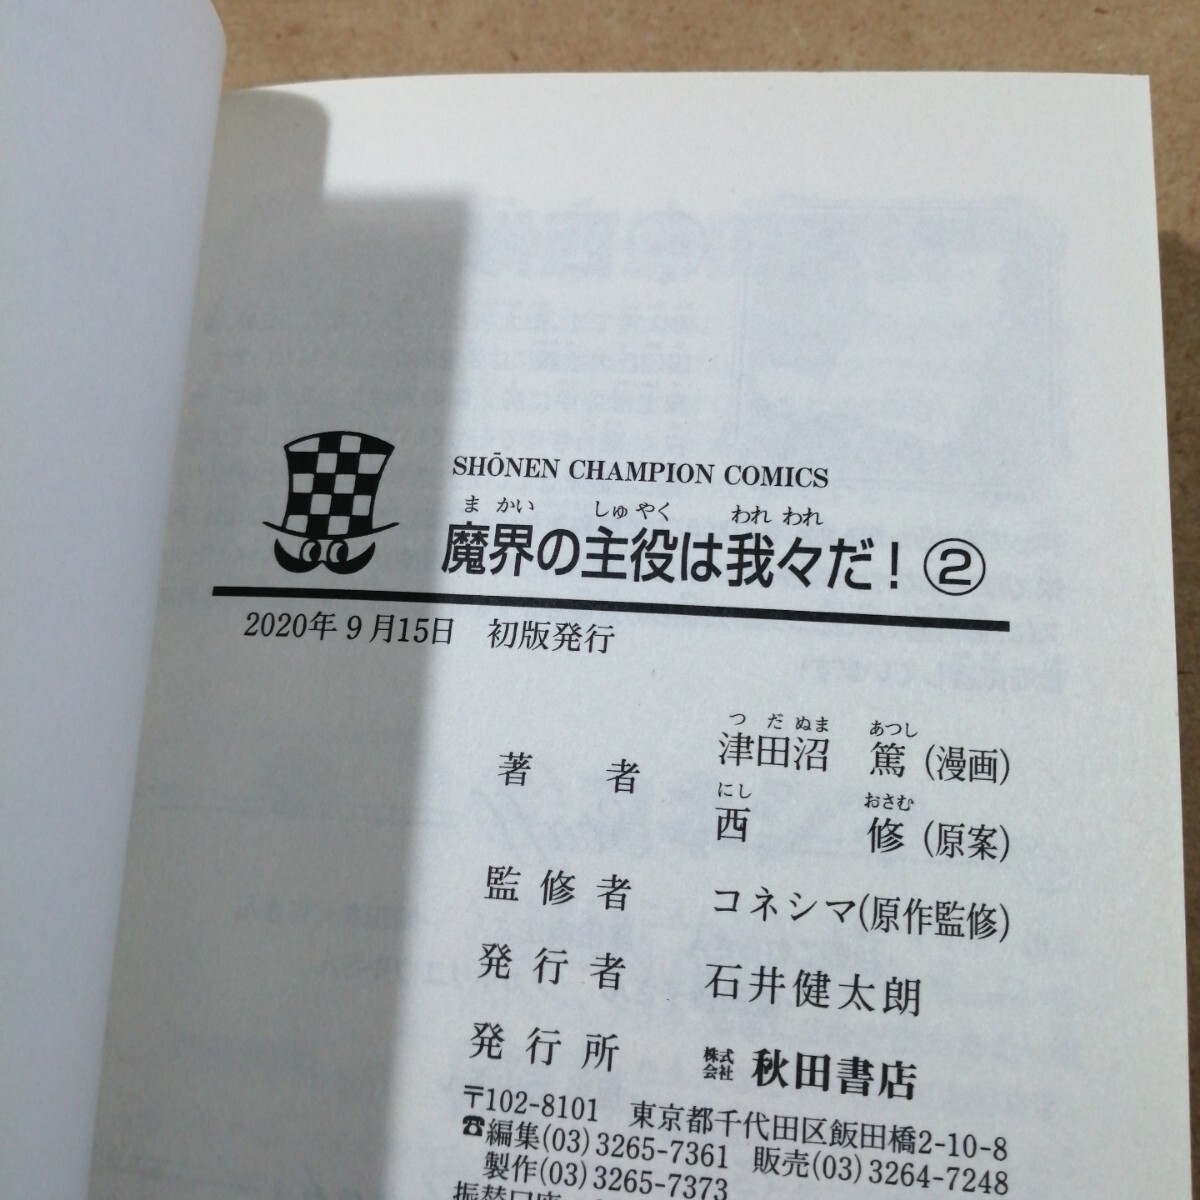 SHŌNEN CHAMPION COMICS
ま かい しゅ やく われ われ
魔界の主役は我々だ！②
2020年9月15日 初版発行
つ だ ぬま あつし
著者 津田沼 篤(漫画)
にし おさむ
西 修(原案)
監修者 コネシマ(原作監修)
発行者 石井健太朗
発行所 株式会社 秋田書店
〒102-8101 東京都千代田区飯田橋2-10-8
☎編集(03)3265-7361 販売(03)3264-7248
製作(03)3265-7373
振替口座